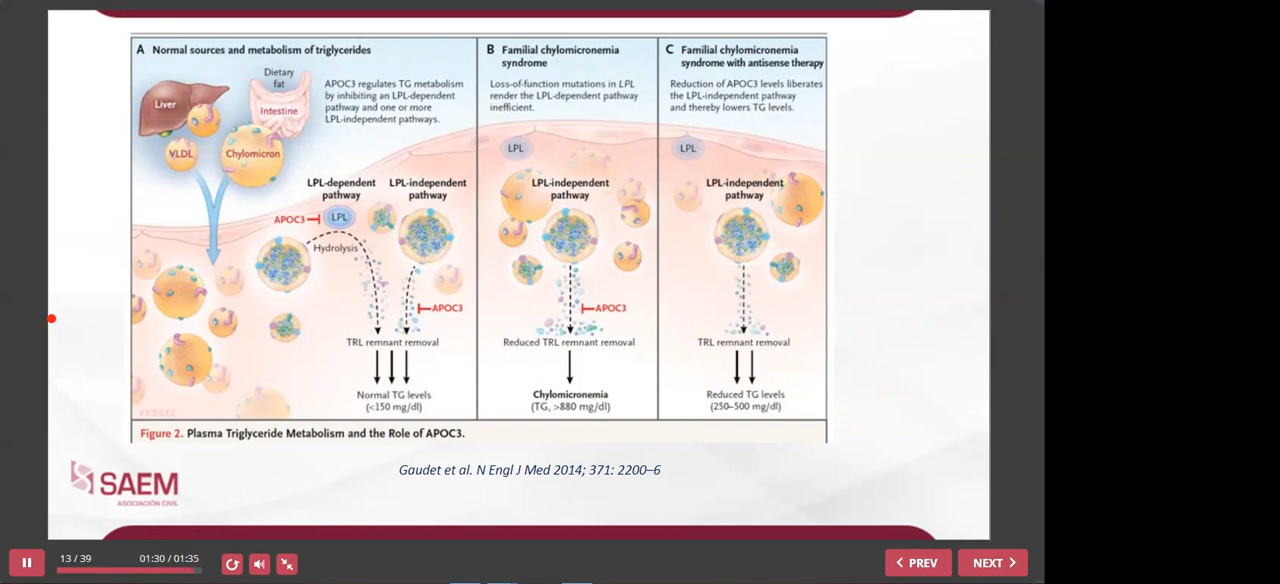 A Normal sources and metabolism of triglycerides
Dietary
fat
Liver
Intestine
VLDL
Chylomicron
APOC3 regulates TG metabolism
by inhibiting an LPL-dependent
pathway and one or more
LPL-independent pathways.
LPL-dependent
pathway
LPL-independent
pathway
APOC3
LPL
Hydrolysis
APOC3
TRL remnant removal
Normal TG levels
(<150 mg/dl)
VESSEL
B Familial chylomicronemia
syndrome
Loss-of-function mutations in LPL
render the LPL-dependent pathway
inefficient.
LPL
LPL-independent
pathway
APOC3
Reduced TRL remnant removal
Chylomicronemia
(TG, >880 mg/dl)
C Familial chylomicronemia
syndrome with antisense therapy
Reduction of APOC3 levels liberates
the LPL-independent pathway
and thereby lowers TG levels.
LPL
LPL-independent
pathway
TRL remnant removal
Reduced TG levels
(250–500 mg/dl)
Figure 2. Plasma Triglyceride Metabolism and the Role of APOC3.
Gaudet et al. N Engl J Med 2014; 371: 2200–6
SAEM
ASOCIACIÓN CIVIL
13 / 39
01:30 / 01:35
PREV
NEXT